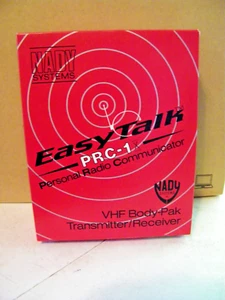 NADY
SYSTEMS
EasyTalk
PRC-1
Personal Radio Communicator
NADY
VHF Body-Pak
Transmitter/Receiver